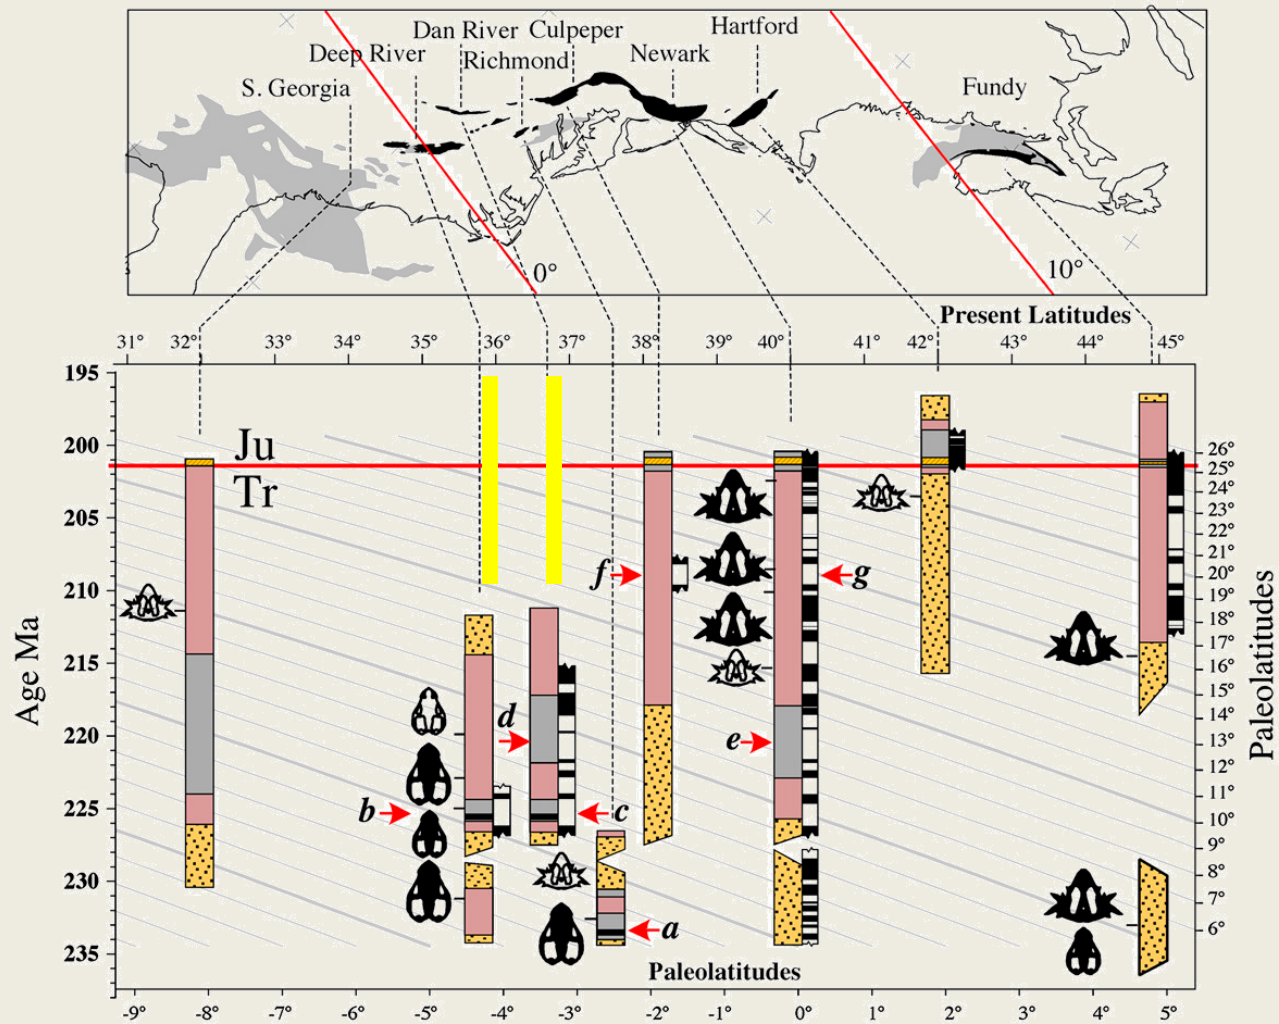 Dan River Culpeper Hartford
Deep River Richmond Newark
S. Georgia Fundy
0° 10°
Present Latitudes
31° 32° 33° 34° 35° 36° 37° 38° 39° 40° 41° 42° 43° 44° 45°
195
200
205
210
215
220
225
230
235
Age Ma
Ju
Tr
f
g
d
e
b
c
a
26°
25°
24°
23°
22°
21°
20°
19°
18°
17°
16°
15°
14°
13°
12°
11°
10°
9°
8°
7°
6°
Paleolatitudes
Paleolatitudes
-9° -8° -7° -6° -5° -4° -3° -2° -1° 0° 1° 2° 3° 4° 5°